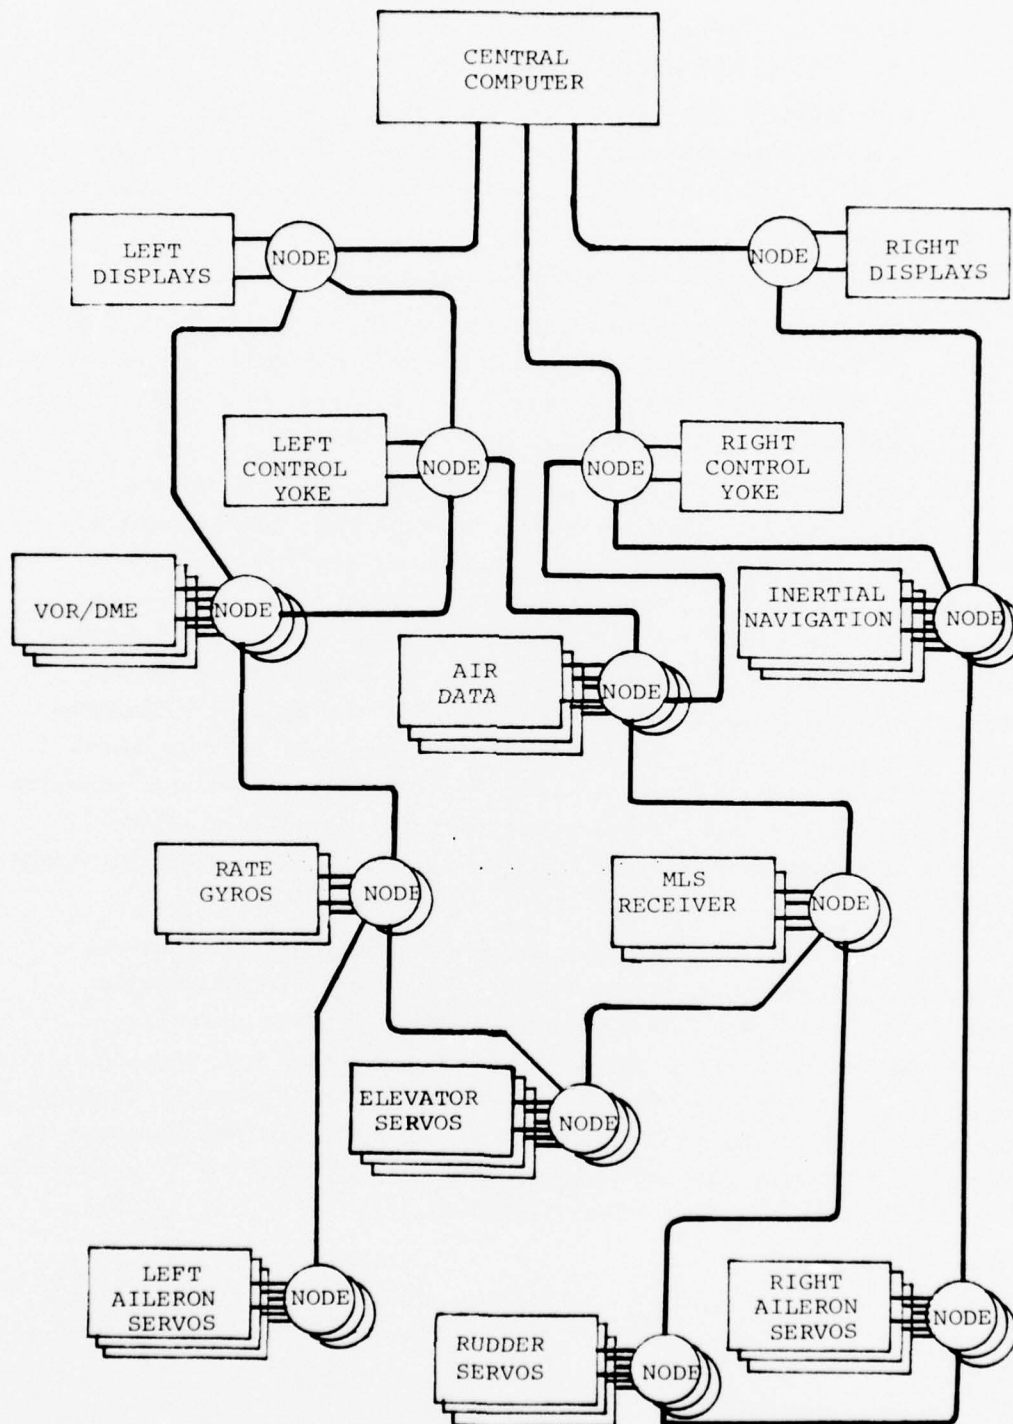 CENTRAL
COMPUTER
LEFT
DISPLAYS
NODE
NODE
RIGHT
DISPLAYS
LEFT
CONTROL
YOKE
NODE
NODE
RIGHT
CONTROL
YOKE
VOR/DME
NODE
AIR
DATA
NODE
INERTIAL
NAVIGATION
NODE
RATE
GYROS
NODE
MLS
RECEIVER
NODE
ELEVATOR
SERVOS
NODE
LEFT
AILERON
SERVOS
NODE
RUDDER
SERVOS
NODE
RIGHT
AILERON
SERVOS
NODE